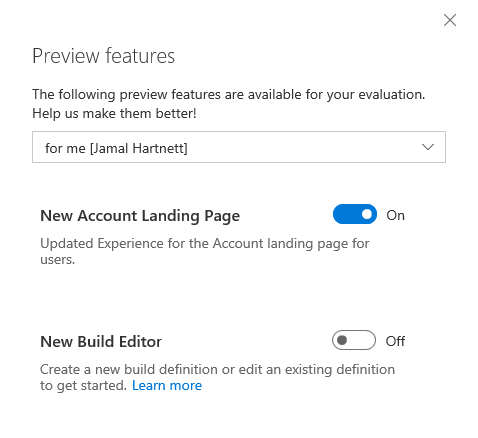 Preview features
The following preview features are available for your evaluation.
Help us make them better!
for me [Jamal Hartnett]
New Account Landing Page
On
Updated Experience for the Account landing page for
users.
New Build Editor
Off
Create a new build definition or edit an existing definition
to get started. Learn more